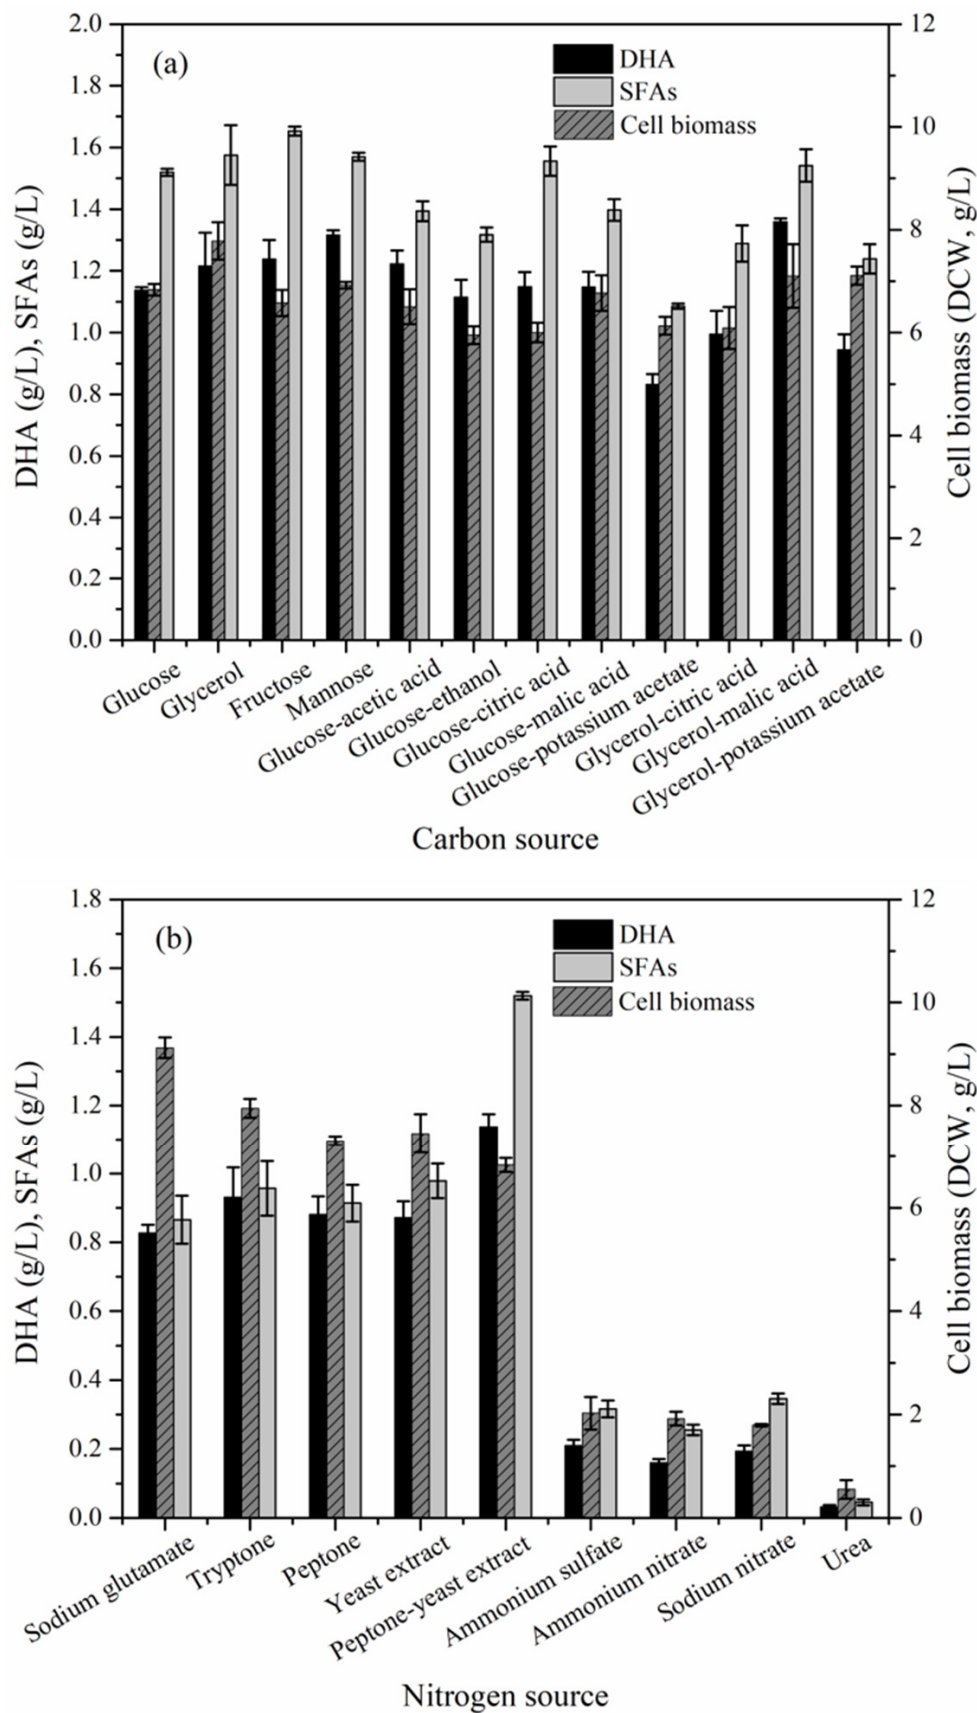 (a)
DHA
SFAs
Cell biomass
2.0
1.8
1.6
1.4
1.2
1.0
0.8
0.6
0.4
0.2
0.0
DHA (g/L), SFAs (g/L)
12
10
8
6
4
2
0
Cell biomass (DCW, g/L)
Glucose
Glycerol
Fructose
Mannose
Glucose-acetic acid
Glucose-ethanol
Glucose-citric acid
Glucose-malic acid
Glucose-potassium acetate
Glycerol-citric acid
Glycerol-malic acid
Glycerol-potassium acetate
Carbon source
(b)
DHA
SFAs
Cell biomass
1.8
1.6
1.4
1.2
1.0
0.8
0.6
0.4
0.2
0.0
DHA (g/L), SFAs (g/L)
12
10
8
6
4
2
0
Cell biomass (DCW, g/L)
Sodium glutamate
Tryptone
Peptone
Yeast extract
Peptone-yeast extract
Ammonium sulfate
Ammonium nitrate
Sodium nitrate
Urea
Nitrogen source